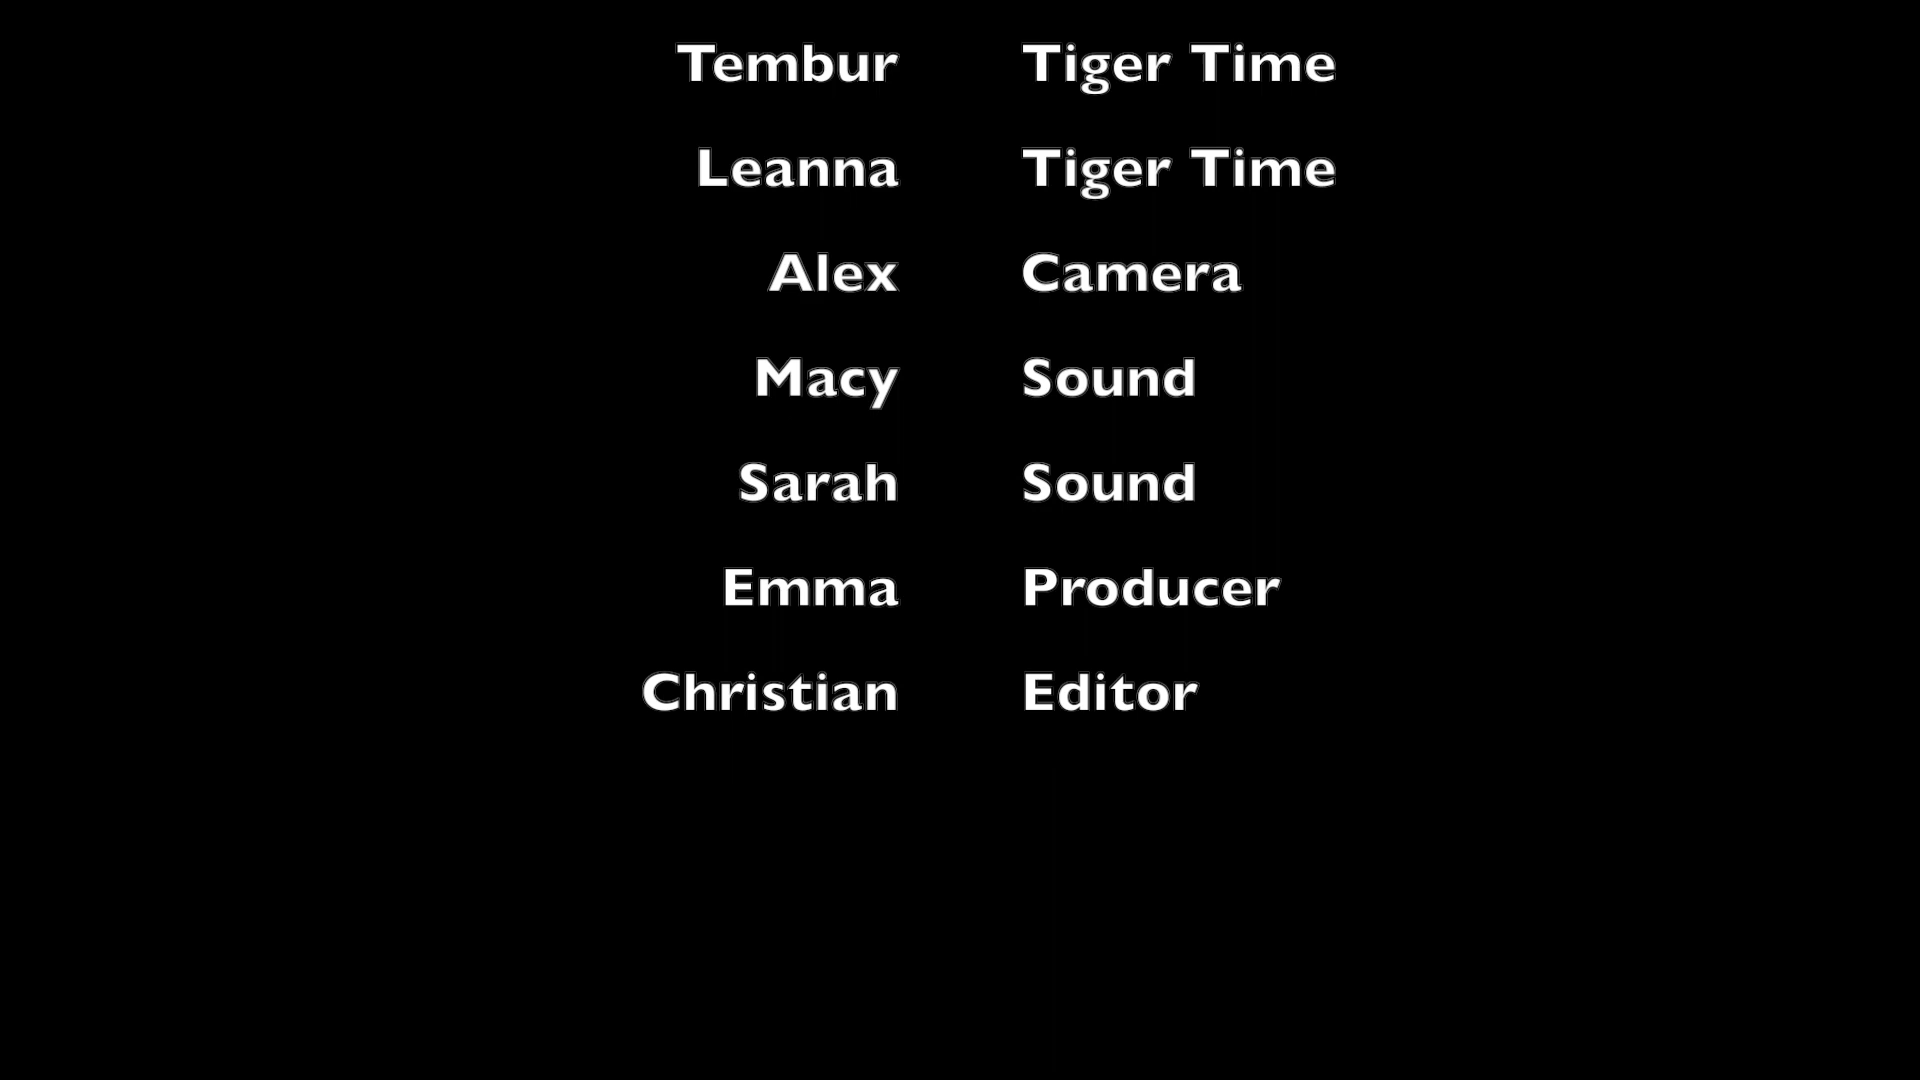 Tembur Tiger Time
Leanna Tiger Time
Alex Camera
Macy Sound
Sarah Sound
Emma Producer
Christian Editor